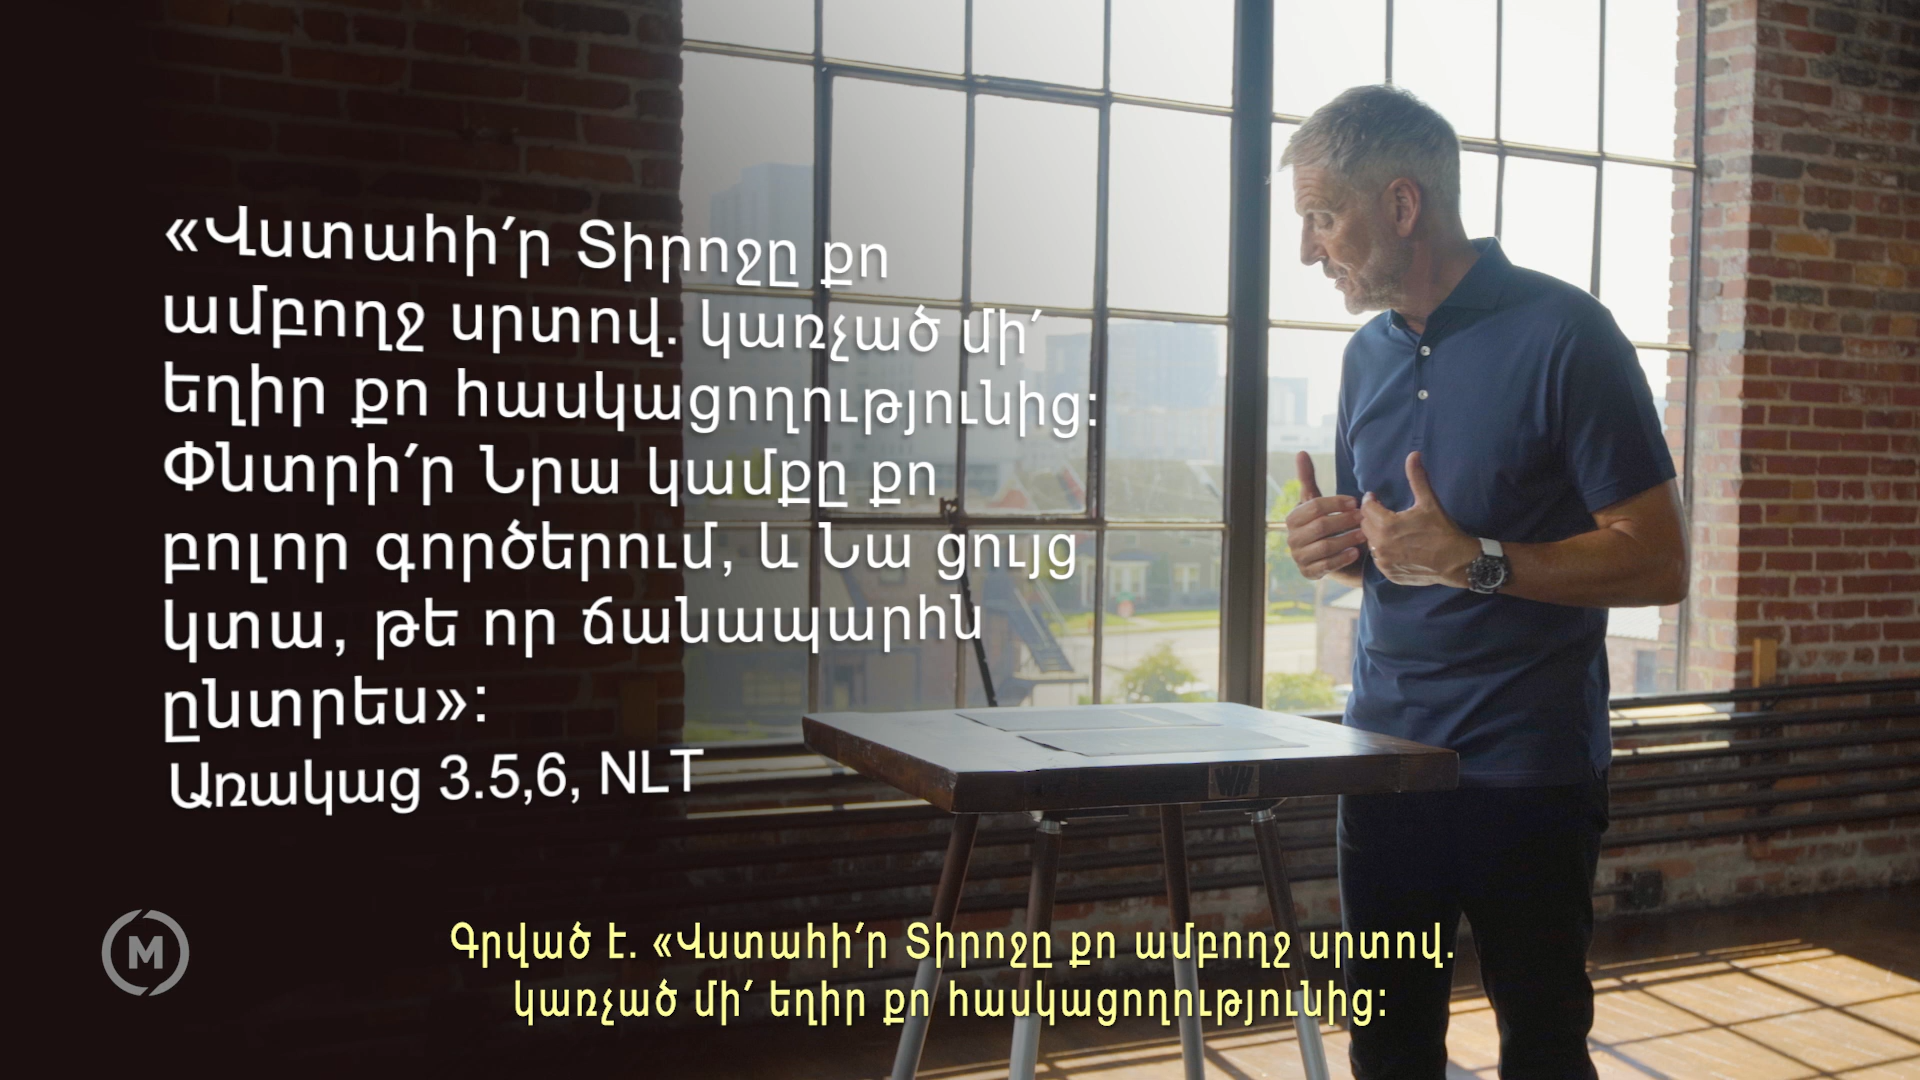 «Վստահի՛ր Տիրոջը քո
ամբողջ սրտով. կառչած մի՛
եղիր քո հասկացողությունից:
Փնտրի՛ր Նրա կամքը քո
բոլոր գործերում, և Նա ցույց
կտա, թե որ ճանապարհն
ընտրես»:
Առակաց 3.5,6, NLT
WH
M
Գրված է. «Վստահի՛ր Տիրոջը քո ամբողջ սրտով.
կառչած մի՛ եղիր քո հասկացողությունից: